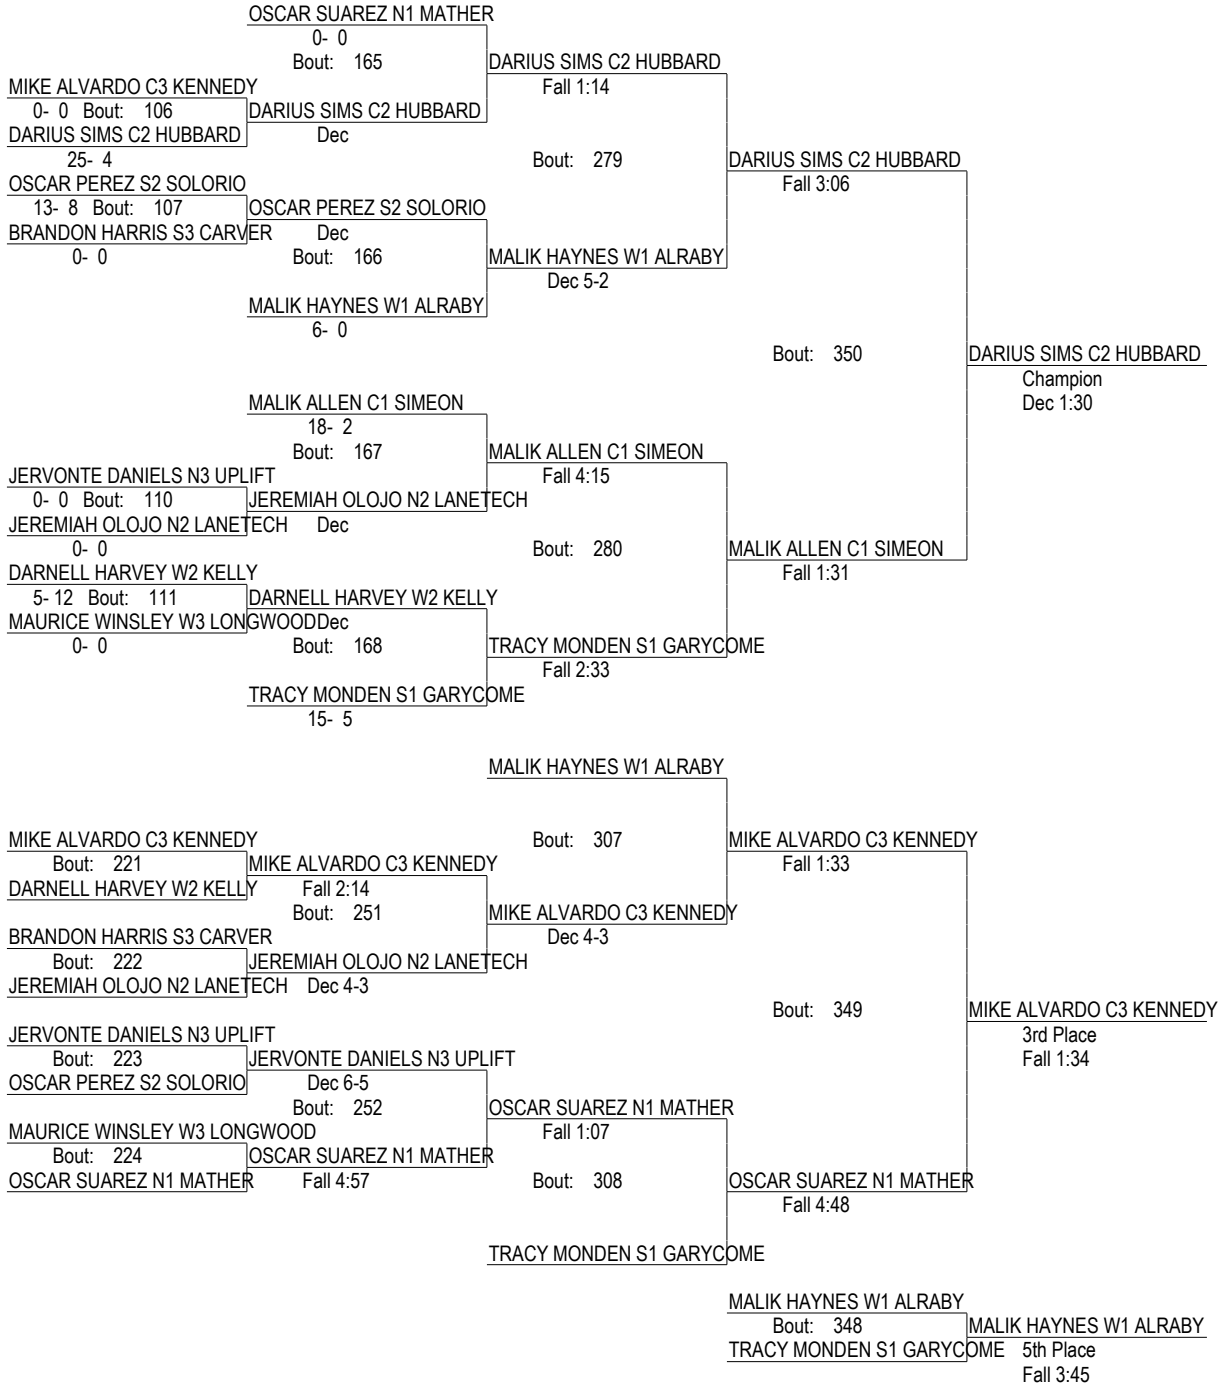 OSCAR SUAREZ N1 MATHER
0- 0
Bout: 165 DARIUS SIMS C2 HUBBARD
MIKE ALVARDO C3 KENNEDY Fall 1:14
0- 0 Bout: 106 DARIUS SIMS C2 HUBBARD
DARIUS SIMS C2 HUBBARD Dec
25- 4 Bout: 279 DARIUS SIMS C2 HUBBARD
OSCAR PEREZ S2 SOLORIO Fall 3:06
13- 8 Bout: 107 OSCAR PEREZ S2 SOLORIO
BRANDON HARRIS S3 CARVER Dec
0- 0 Bout: 166 MALIK HAYNES W1 ALRABY
Dec 5-2
MALIK HAYNES W1 ALRABY
6- 0
Bout: 350 DARIUS SIMS C2 HUBBARD
Champion
MALIK ALLEN C1 SIMEON Dec 1:30
18- 2
Bout: 167 MALIK ALLEN C1 SIMEON
JERVONTE DANIELS N3 UPLIFT Fall 4:15
0- 0 Bout: 110 JEREMIAH OLOJO N2 LANETECH
JEREMIAH OLOJO N2 LANETECH Dec
0- 0 Bout: 280 MALIK ALLEN C1 SIMEON
DARNELL HARVEY W2 KELLY Fall 1:31
5- 12 Bout: 111 DARNELL HARVEY W2 KELLY
MAURICE WINSLEY W3 LONGWOOD Dec
0- 0 Bout: 168 TRACY MONDEN S1 GARYCOME
Fall 2:33
TRACY MONDEN S1 GARYCOME
15- 5
MALIK HAYNES W1 ALRABY
MIKE ALVARDO C3 KENNEDY Bout: 307 MIKE ALVARDO C3 KENNEDY
Bout: 221 MIKE ALVARDO C3 KENNEDY Fall 1:33
DARNELL HARVEY W2 KELLY Fall 2:14
Bout: 251 MIKE ALVARDO C3 KENNEDY
BRANDON HARRIS S3 CARVER Dec 4-3
Bout: 222 JEREMIAH OLOJO N2 LANETECH
JEREMIAH OLOJO N2 LANETECH Dec 4-3
Bout: 349 MIKE ALVARDO C3 KENNEDY
JERVONTE DANIELS N3 UPLIFT 3rd Place
Bout: 223 JERVONTE DANIELS N3 UPLIFT Fall 1:34
OSCAR PEREZ S2 SOLORIO Dec 6-5
Bout: 252 OSCAR SUAREZ N1 MATHER
MAURICE WINSLEY W3 LONGWOOD Fall 1:07
Bout: 224 OSCAR SUAREZ N1 MATHER
OSCAR SUAREZ N1 MATHER Fall 4:57 Bout: 308 OSCAR SUAREZ N1 MATHER
Fall 4:48
TRACY MONDEN S1 GARYCOME
MALIK HAYNES W1 ALRABY
Bout: 348 MALIK HAYNES W1 ALRABY
TRACY MONDEN S1 GARYCOME 5th Place
Fall 3:45